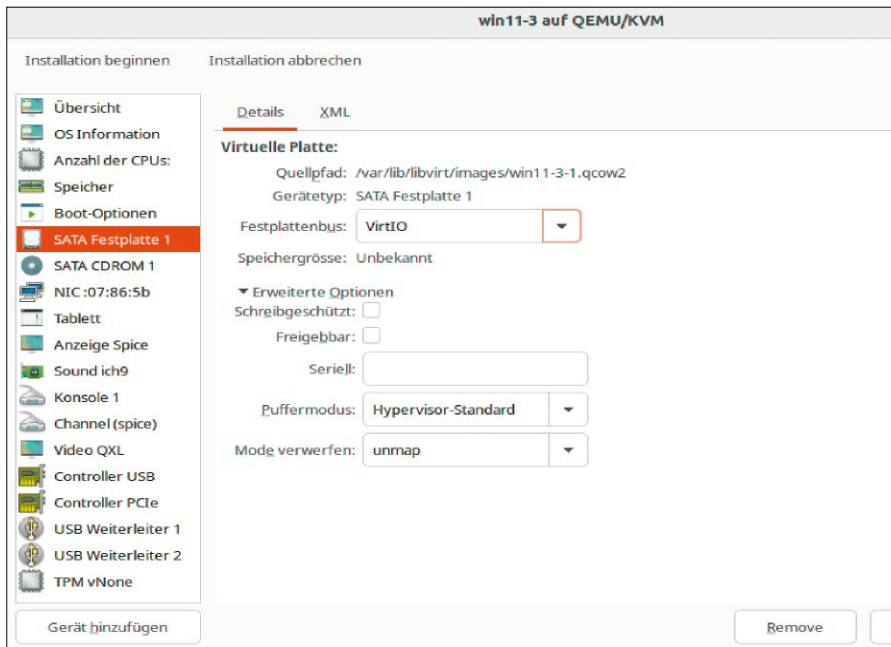 win11-3 auf QEMU/KVM
Installation beginnen
Installation abbrechen
Übersicht
OS Information
Anzahl der CPUs:
Speicher
Boot-Optionen
SATA Festplatte 1
SATA CDROM 1
NIC :07:86:5b
Tablett
Anzeige Spice
Sound ich9
Konsole 1
Channel (spice)
Video QXL
Controller USB
Controller PCIe
USB Weiterleiter 1
USB Weiterleiter 2
TPM vNone
Gerät hinzufügen
Details
XML
Virtuelle Platte:
Quellpfad: /var/lib/libvirt/images/win11-3-1.qcow2
Gerätetyp: SATA Festplatte 1
Festplattenbus: VirtIO
Speichergrösse: Unbekannt
Erweiterte Optionen
Schreibgeschützt:
Freigebbar:
Seriell:
Puffermodus: Hypervisor-Standard
Mode verwerfen: unmap
Remove